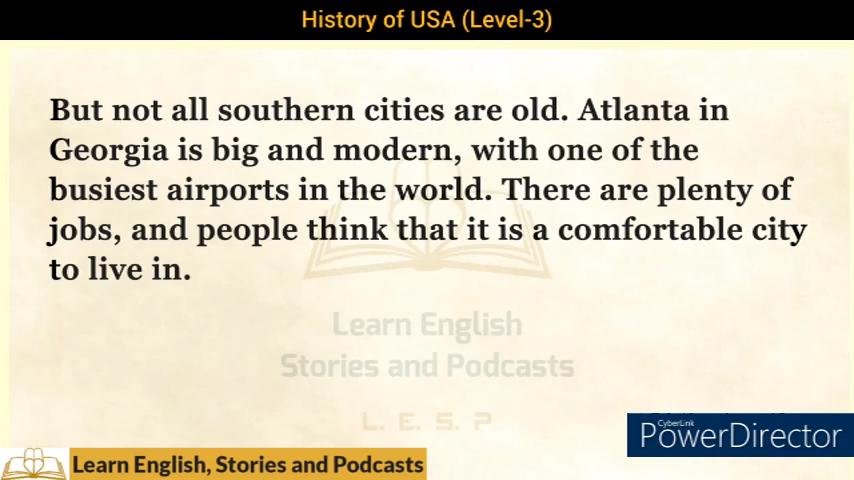 History of USA (Level-3)
But not all southern cities are old. Atlanta in
Georgia is big and modern, with one of the
busiest airports in the world. There are plenty of
jobs, and people think that it is a comfortable city
to live in.
Learn English
Stories and Podcasts
L. E. S. P
CyberLink
PowerDirector
Learn English, Stories and Podcasts